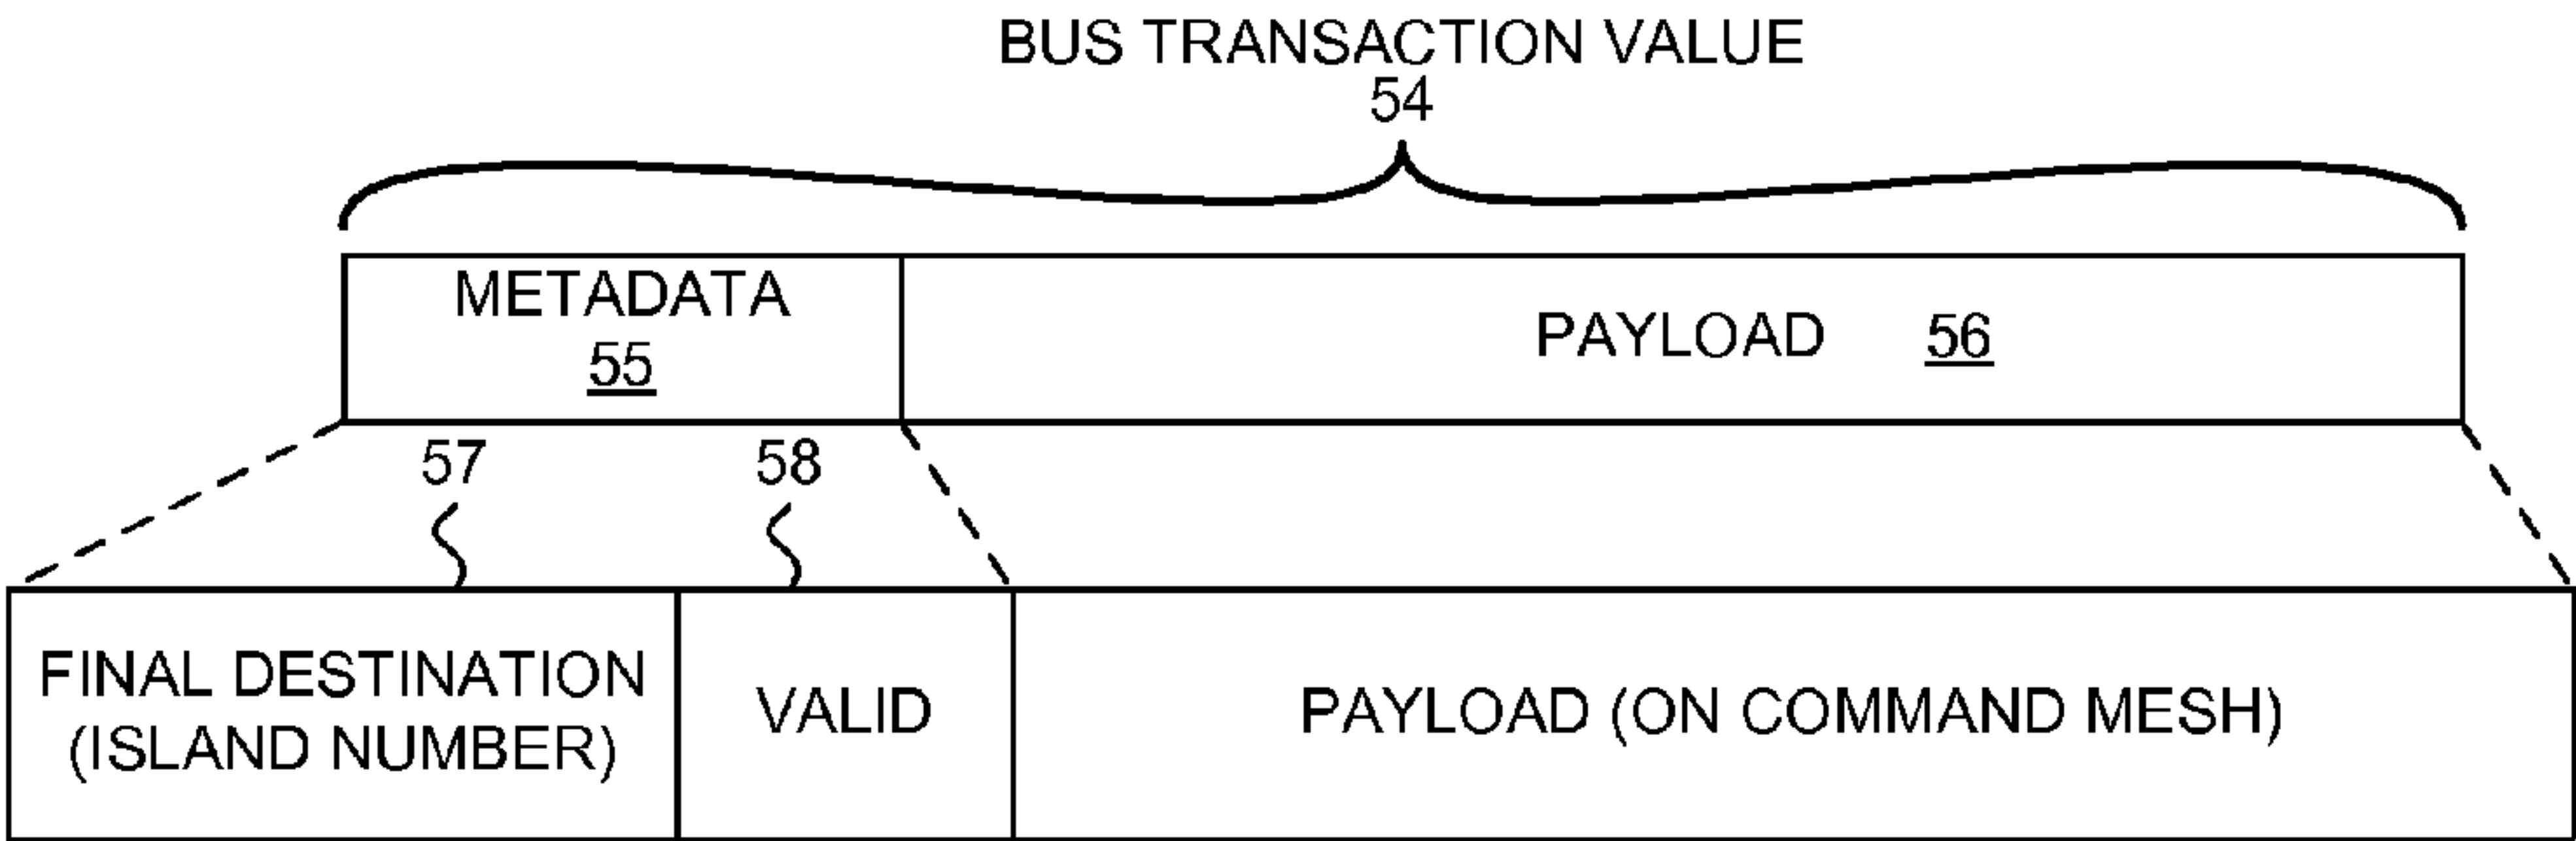 BUS TRANSACTION VALUE
54
METADATA
55
PAYLOAD 56
57 58
FINAL DESTINATION
(ISLAND NUMBER)
VALID
PAYLOAD (ON COMMAND MESH)